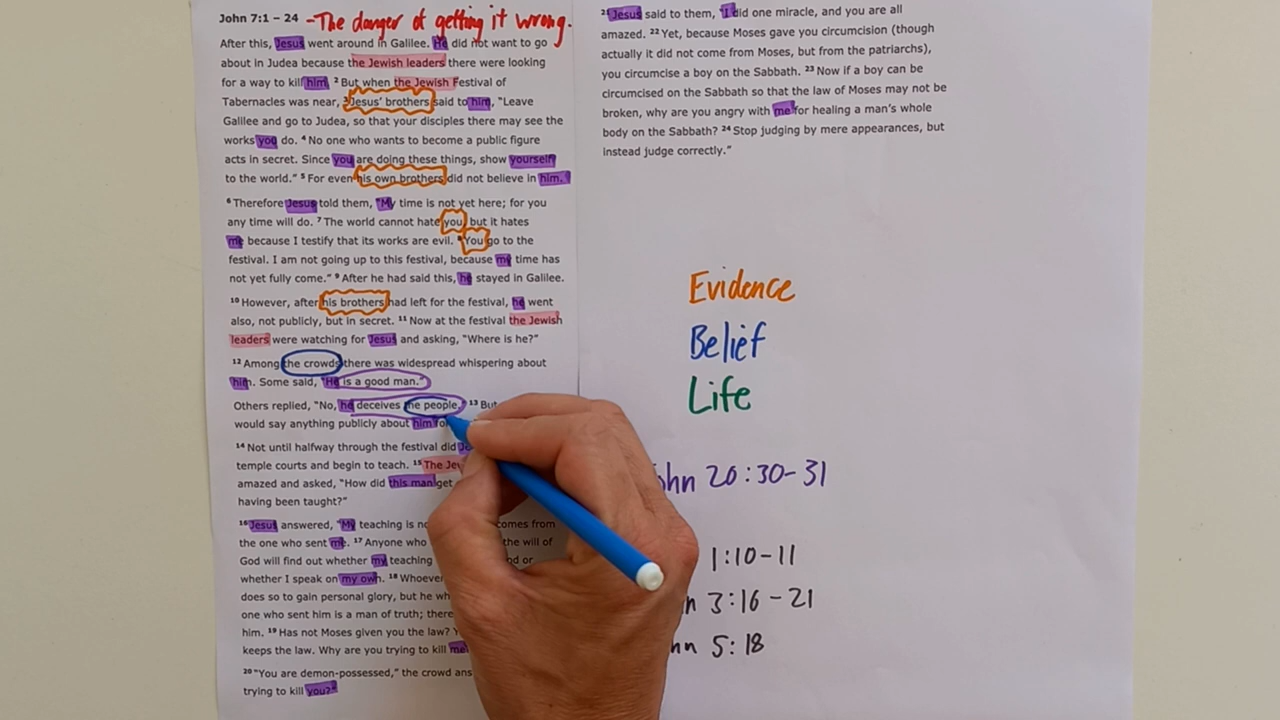 John 7:1 – 24 - The danger of getting it wrong.
After this, Jesus went around in Galilee. He did not want to go
about in Judea because the Jewish leaders there were looking
for a way to kill him. ² But when the Jewish Festival of
Tabernacles was near, ³ Jesus’ brothers said to him, “Leave
Galilee and go to Judea, so that your disciples there may see the
works you do. ⁴ No one who wants to become a public figure
acts in secret. Since you are doing these things, show yourself
to the world.” ⁵ For even his own brothers did not believe in him.
⁶ Therefore Jesus told them, “My time is not yet here; for you
any time will do. ⁷ The world cannot hate you, but it hates
me because I testify that its works are evil. ⁸ You go to the
festival. I am not going up to this festival, because my time has
not yet fully come.” ⁹ After he had said this, he stayed in Galilee.
¹⁰ However, after his brothers had left for the festival, he went
also, not publicly, but in secret. ¹¹ Now at the festival the Jewish
leaders were watching for Jesus and asking, “Where is he?”
¹² Among the crowds there was widespread whispering about
him. Some said, “He is a good man.”
Others replied, “No, he deceives the people.” ¹³ But
would say anything publicly about him
¹⁴ Not until halfway through the festival did
temple courts and begin to teach. ¹⁵ The
amazed and asked, “How did this man get
having been taught?”
¹⁶ Jesus answered, “My teaching is comes from
the one who sent me. ¹⁷ Anyone who the will of
God will find out whether my teaching or
whether I speak on my own. ¹⁸ Whoever
does so to gain personal glory, but he
one who sent him is a man of truth;
him. ¹⁹ Has not Moses given you the law?
keeps the law. Why are you trying to kill me
²⁰ “You are demon-possessed,” the crowd
trying to kill you?”
²¹ Jesus said to them, “I did one miracle, and you are all
amazed. ²² Yet, because Moses gave you circumcision (though
actually it did not come from Moses, but from the patriarchs),
you circumcise a boy on the Sabbath. ²³ Now if a boy can be
circumcised on the Sabbath so that the law of Moses may not be
broken, why are you angry with me for healing a man’s whole
body on the Sabbath? ²⁴ Stop judging by mere appearances, but
instead judge correctly.”
Evidence
Belief
Life
20:30-31
1:10-11
3:16-21
5:18